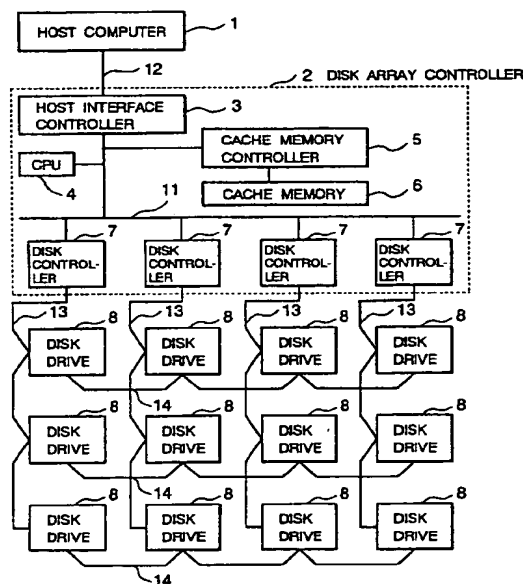 HOST COMPUTER
1
12
2 DISK ARRAY CONTROLLER
HOST INTERFACE
CONTROLLER
3
CPU
4
CACHE MEMORY
CONTROLLER
5
CACHE MEMORY
6
11
7 7 7 7
DISK
CONTROL-
LER
DISK
CONTROL-
LER
DISK
CONTROL-
LER
DISK
CONTROL-
LER
13 13 13 13
8 8 8 8
DISK
DRIVE
DISK
DRIVE
DISK
DRIVE
DISK
DRIVE
14
8 8 8 8
DISK
DRIVE
DISK
DRIVE
DISK
DRIVE
DISK
DRIVE
14
8 8 8 8
DISK
DRIVE
DISK
DRIVE
DISK
DRIVE
DISK
DRIVE
14